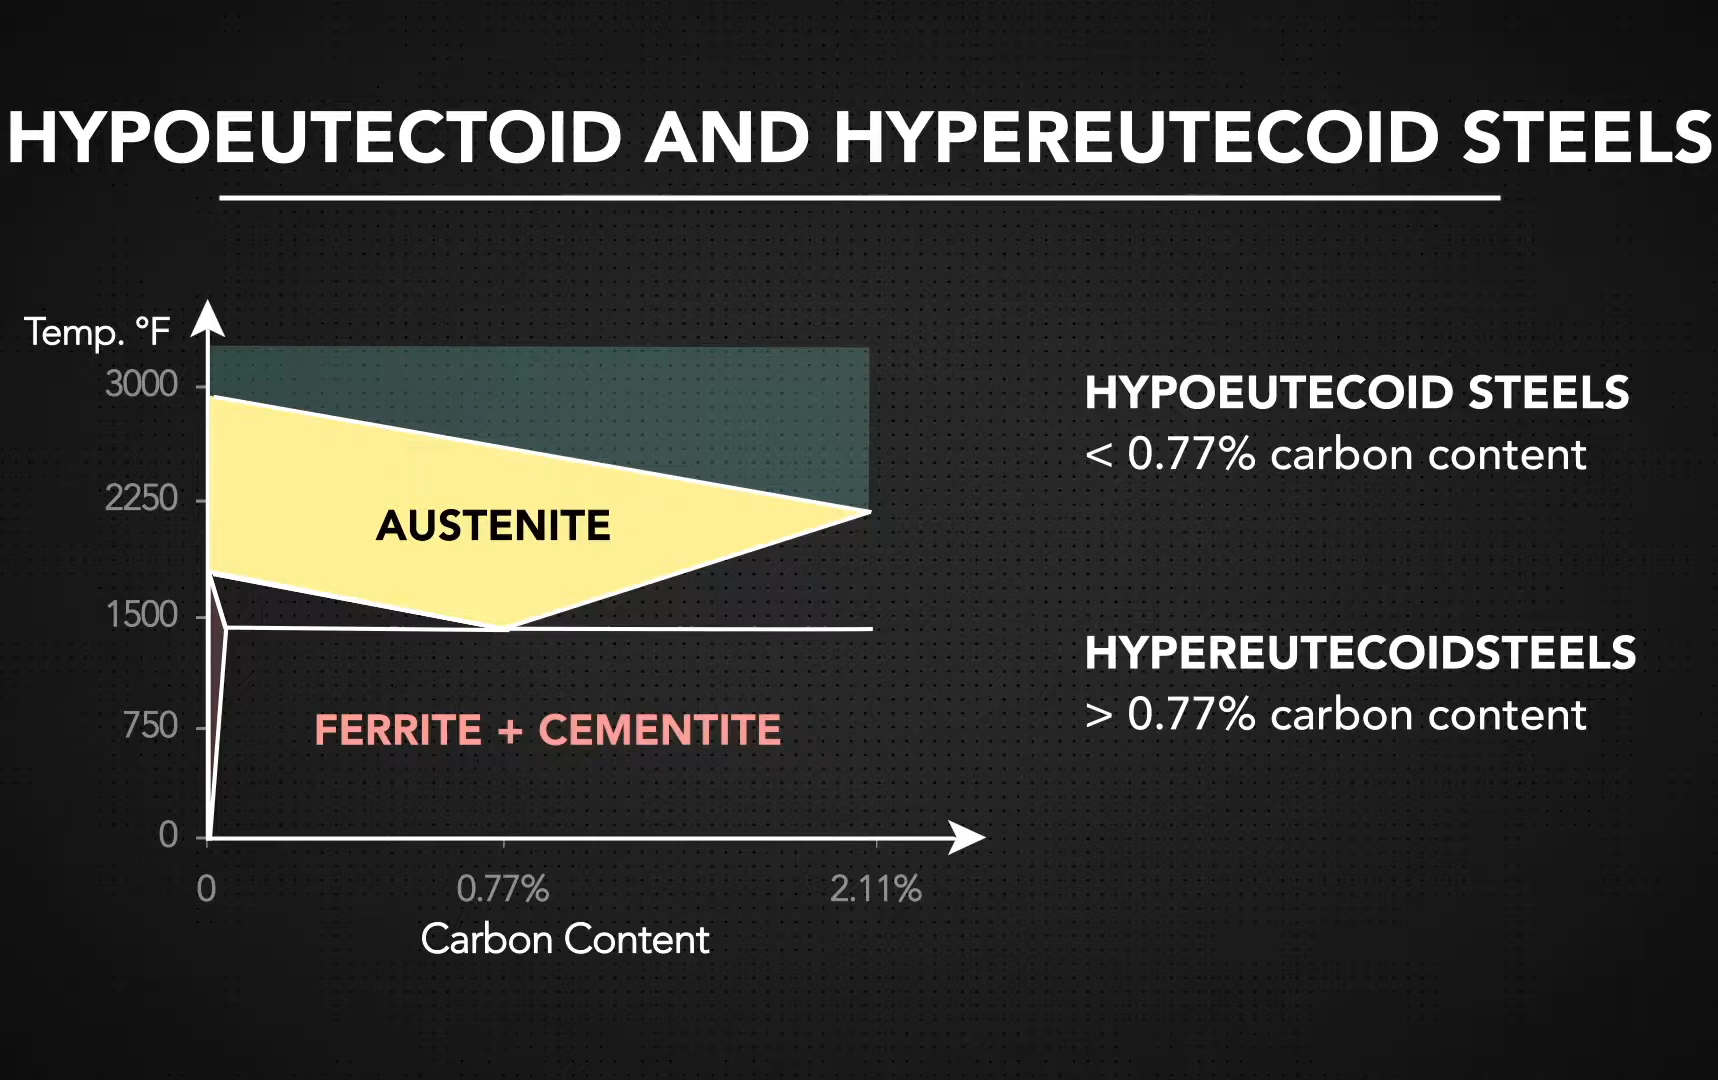 HYPOEUTECTOID AND HYPEREUTECOID STEELS
Temp. °F
3000
2250
1500
750
0
AUSTENITE
FERRITE + CEMENTITE
0
0.77%
2.11%
Carbon Content
HYPOEUTECOID STEELS
< 0.77% carbon content
HYPEREUTECOIDSTEELS
> 0.77% carbon content